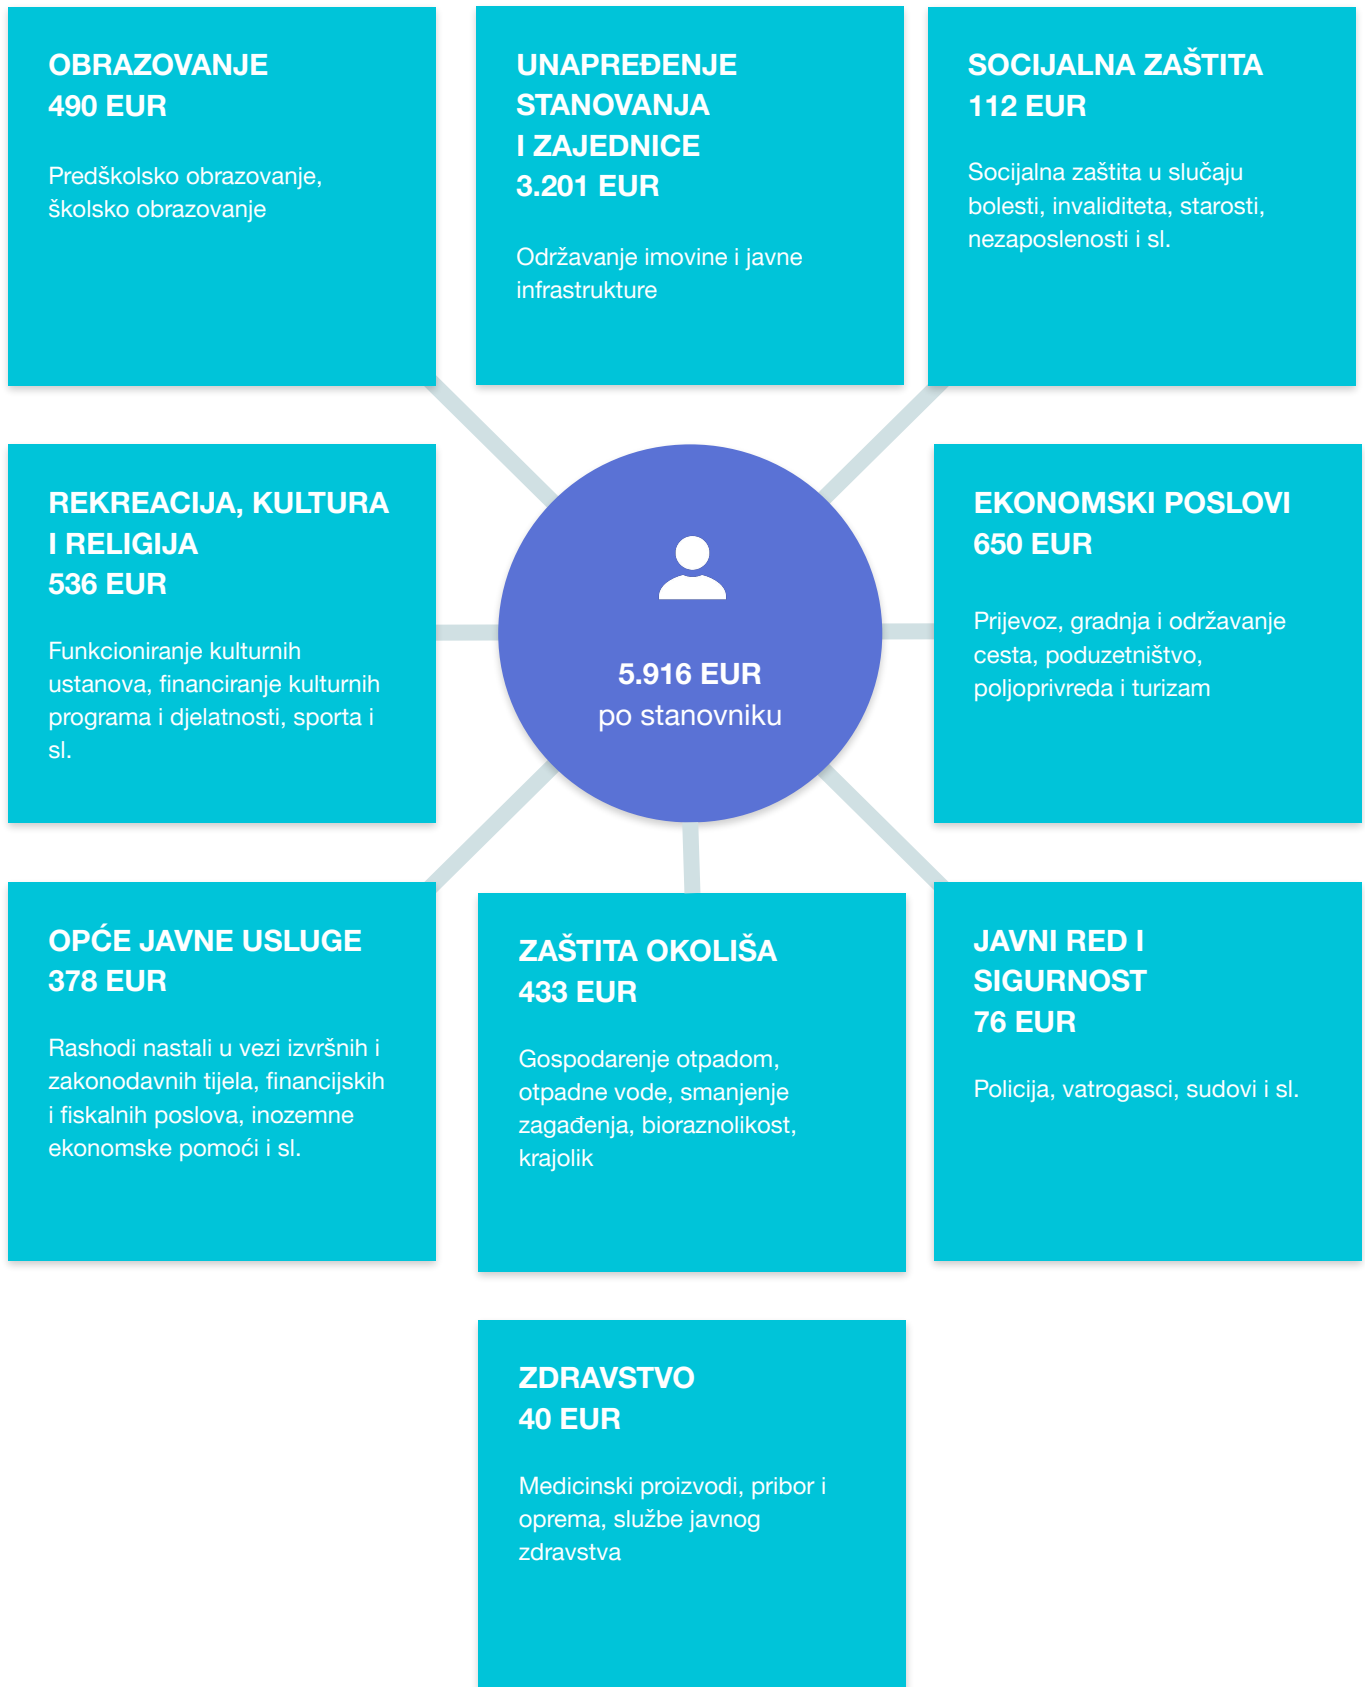 OBRAZOVANJE
490 EUR
Predškolsko obrazovanje,
školsko obrazovanje
UNAPREĐENJE
STANOVANJA
I ZAJEDNICE
3.201 EUR
Održavanje imovine i javne
infrastrukture
SOCIJALNA ZAŠTITA
112 EUR
Socijalna zaštita u slučaju
bolesti, invaliditeta, starosti,
nezaposlenosti i sl.
REKREACIJA, KULTURA
I RELIGIJA
536 EUR
Funkcioniranje kulturnih
ustanova, financiranje kulturnih
programa i djelatnosti, sporta i
sl.
5.916 EUR
po stanovniku
EKONOMSKI POSLOVI
650 EUR
Prijevoz, gradnja i održavanje
cesta, poduzetništvo,
poljoprivreda i turizam
OPĆE JAVNE USLUGE
378 EUR
Rashodi nastali u vezi izvršnih i
zakonodavnih tijela, financijskih
i fiskalnih poslova, inozemne
ekonomske pomoći i sl.
ZAŠTITA OKOLIŠA
433 EUR
Gospodarenje otpadom,
otpadne vode, smanjenje
zagađenja, bioraznolikost,
krajolik
JAVNI RED I
SIGURNOST
76 EUR
Policija, vatrogasci, sudovi i sl.
ZDRAVSTVO
40 EUR
Medicinski proizvodi, pribor i
oprema, službe javnog
zdravstva